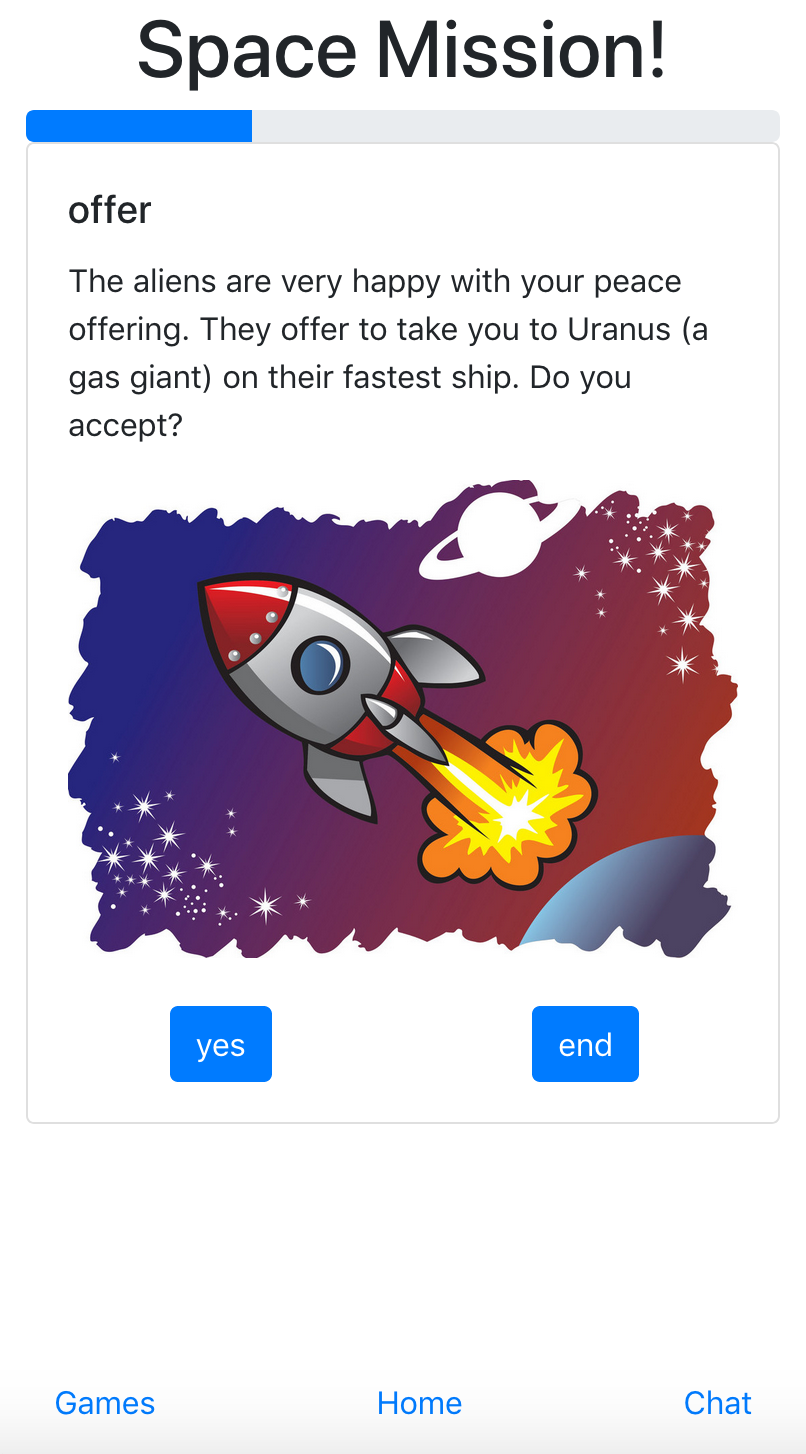 Space Mission!
offer
The aliens are very happy with your peace
offering. They offer to take you to Uranus (a
gas giant) on their fastest ship. Do you
accept?
yes
end
Games
Home
Chat